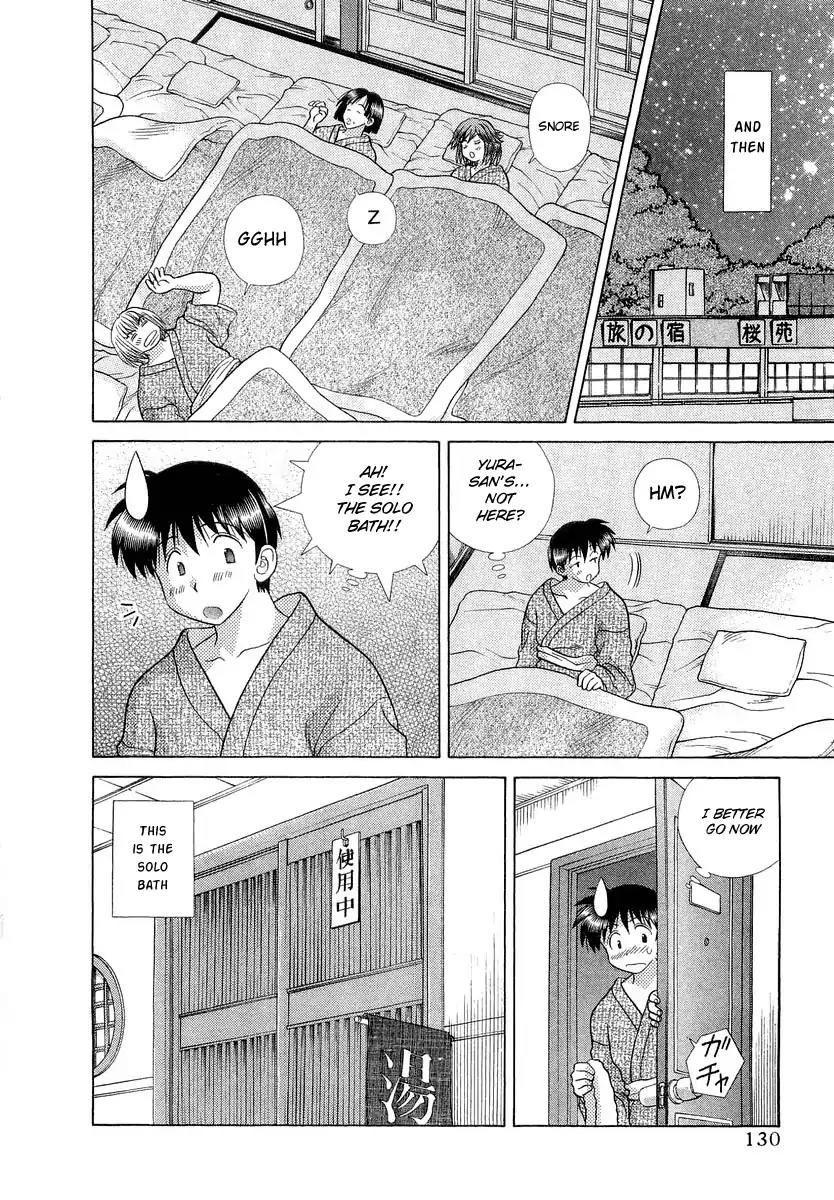 AND
THEN
旅の宿 桜苑
SNORE
Z
GGHH
HM?
YURA-
SAN'S...
NOT
HERE?
AH!
I SEE!!
THE SOLO
BATH!!
I BETTER
GO NOW
ガチャ
THIS
IS THE
SOLO
BATH
使用中
湯
130